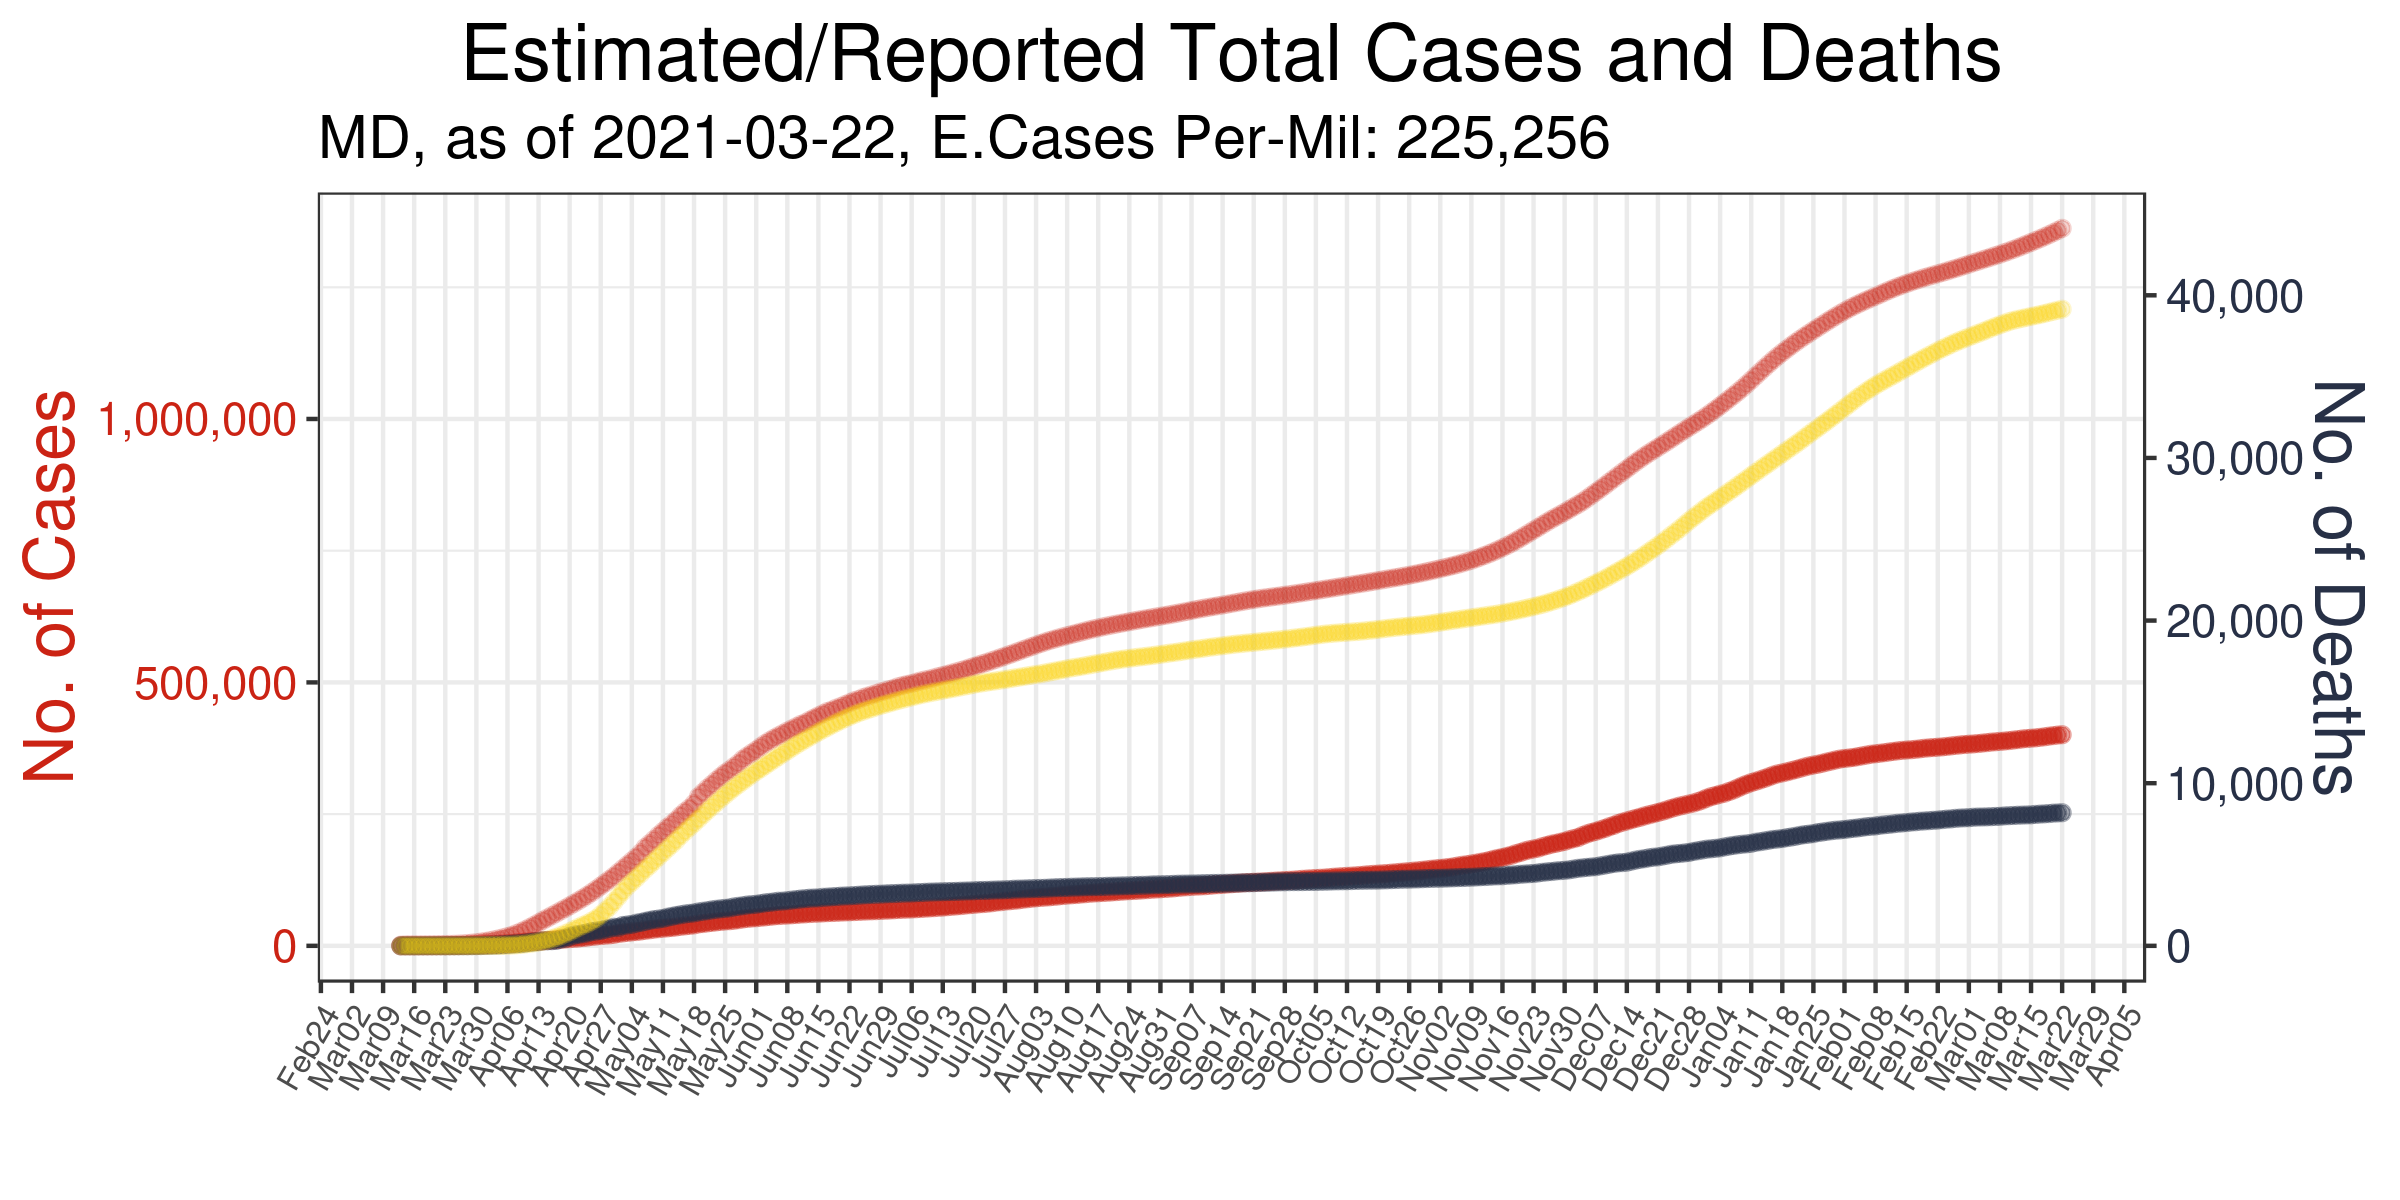 Estimated/Reported Total Cases and Deaths
MD, as of 2021-03-22, E.Cases Per-Mil: 225,256
No. of Cases
1,000,000
500,000
0
40,000
30,000
20,000
10,000
0
No. of Deaths
Feb24
Mar02
Mar09
Mar16
Mar23
Mar30
Apr06
Apr13
Apr20
Apr27
May04
May11
May18
May25
Jun01
Jun08
Jun15
Jun22
Jun29
Jul06
Jul13
Jul20
Jul27
Aug03
Aug10
Aug17
Aug24
Aug31
Sep07
Sep14
Sep21
Sep28
Oct05
Oct12
Oct19
Oct26
Nov02
Nov09
Nov16
Nov23
Nov30
Dec07
Dec14
Dec21
Dec28
Jan04
Jan11
Jan18
Jan25
Feb01
Feb08
Feb15
Feb22
Mar01
Mar08
Mar15
Mar22
Mar29
Apr05